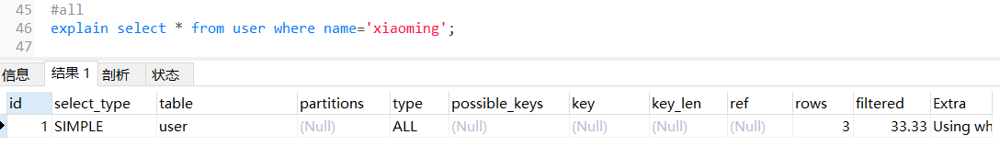 45 #all
46 explain select * from user where name='xiaoming';
47
信息 结果 1 剖析 状态
id select_type table partitions type possible_keys key key_len ref rows filtered Extra
1 SIMPLE user (Null) ALL (Null) (Null) (Null) (Null) 3 33.33 Using wh